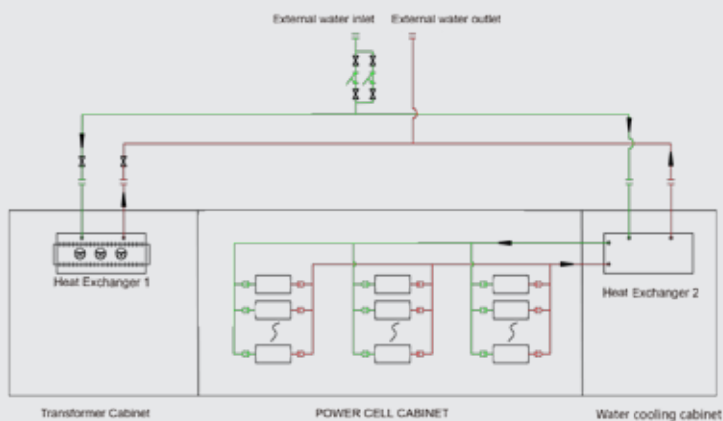 External water inlet External water outlet
Heat Exchanger 1
Heat Exchanger 2
Transformer Cabinet POWER CELL CABINET Water cooling cabinet